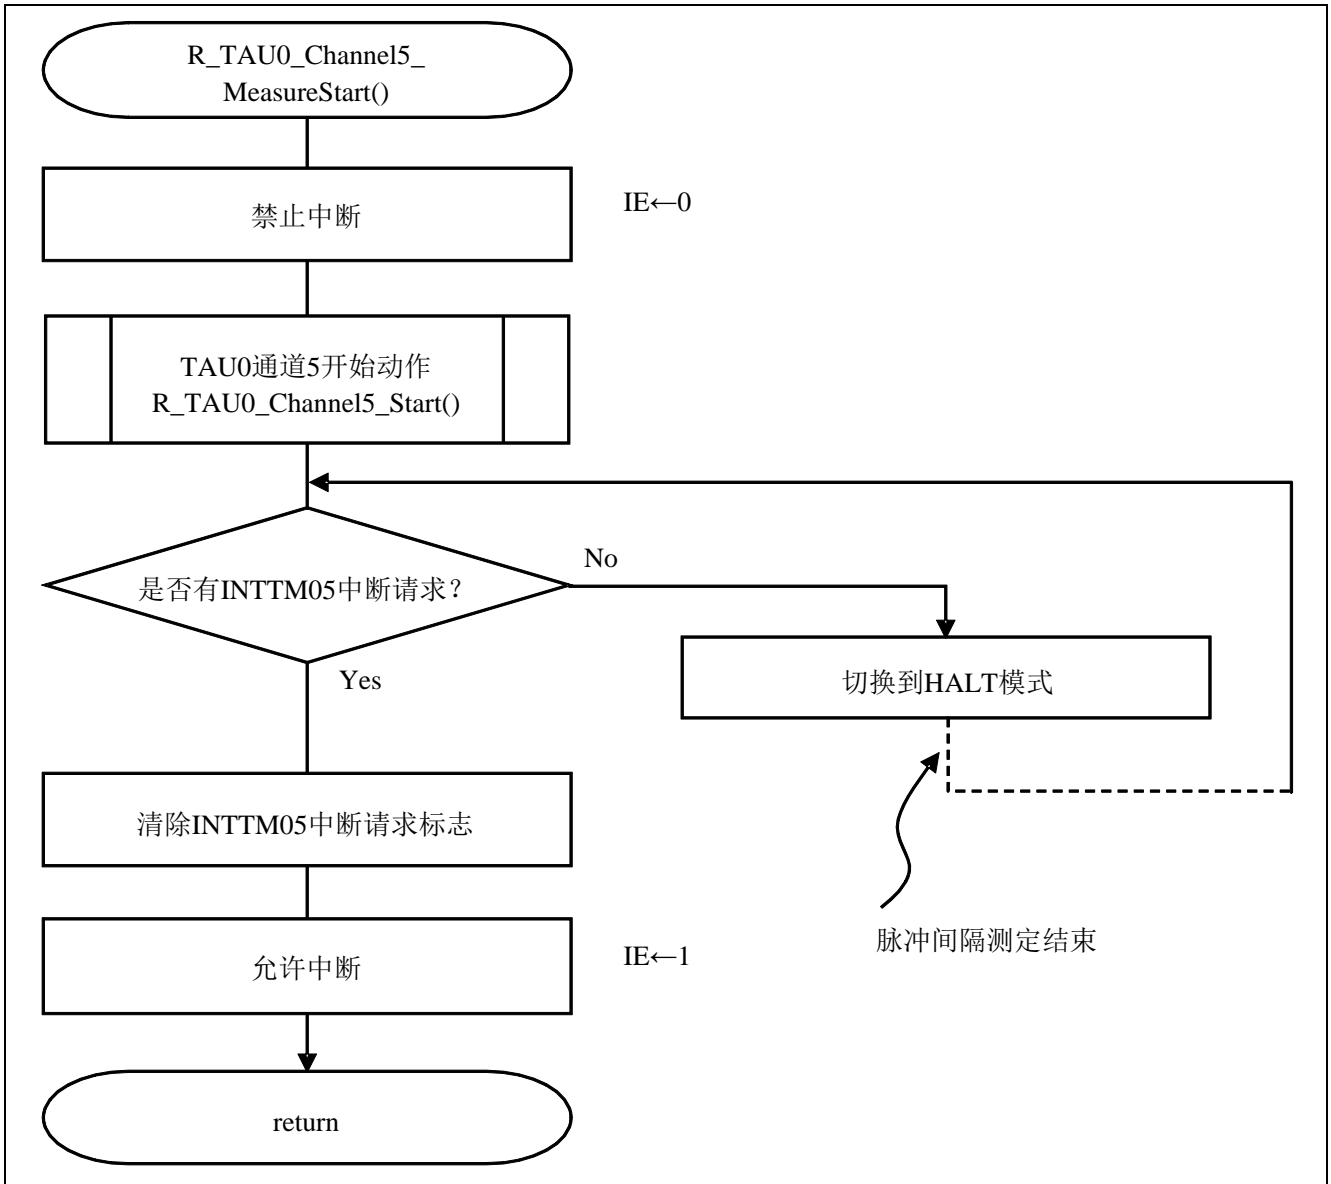 R_TAU0_Channel5_
MeasureStart()
禁止中断
IE←0
TAU0通道5开始动作
R_TAU0_Channel5_Start()
是否有INTTM05中断请求？
No
Yes
切换到HALT模式
清除INTTM05中断请求标志
脉冲间隔测定结束
允许中断
IE←1
return